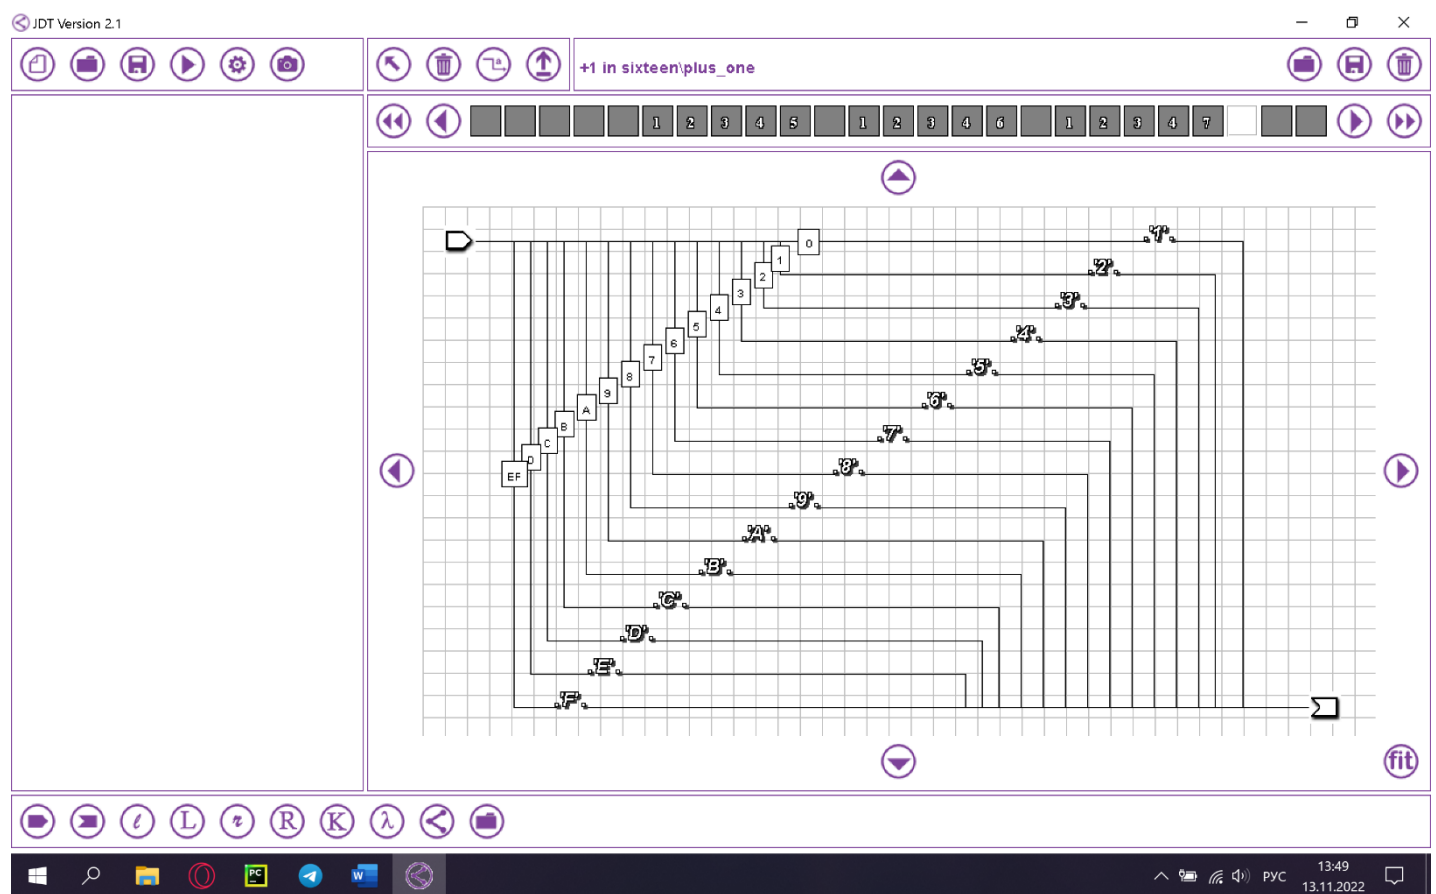 JDT Version 2.1
+1 in sixteen\plus_one
1 2 3 4 5 1 2 3 4 6 1 2 3 4 7
0 '1'
1 '2'
2 '3'
3 '4'
4 '5'
5 '6'
6 '7'
7 '8'
8 '9'
9 'A'
A 'B'
B 'C'
C 'D'
D 'E'
EF 'F'
fit
l L r R K λ
PC W РУС 13:49
13.11.2022